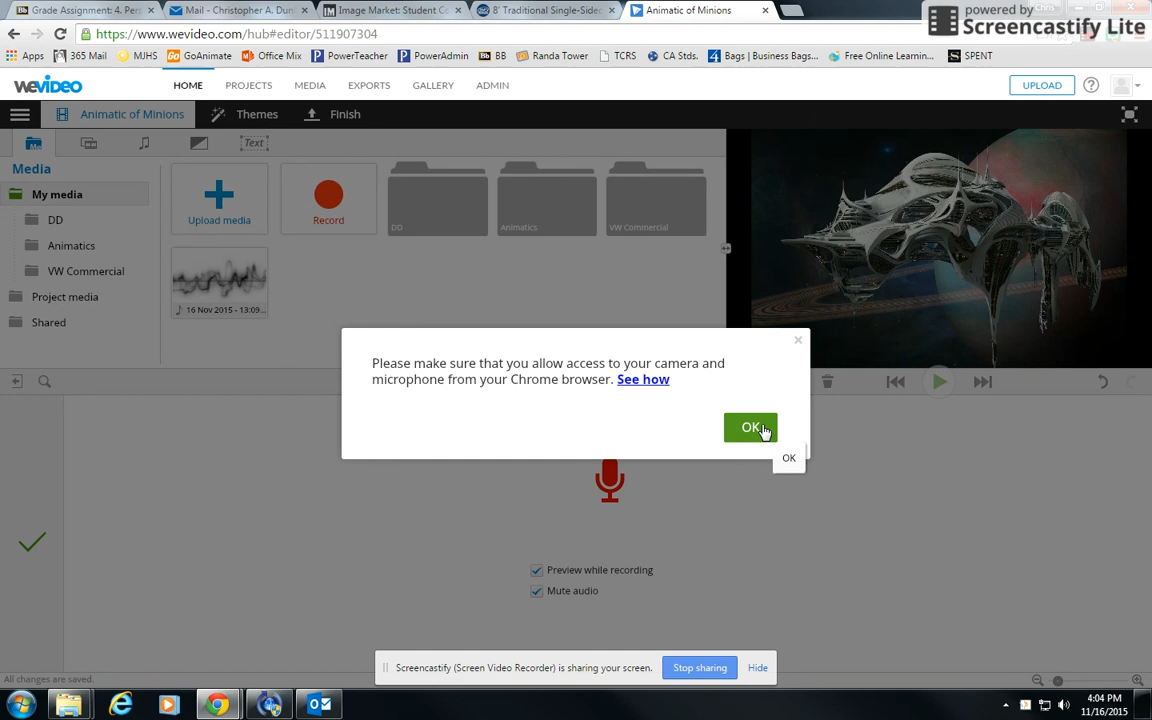 Grade Assignment: 4. Per
Mail - Christopher A. Dun
Image Market: Student Co
8' Traditional Single-Sided
Animatic of Minions
Chris
powered by
Screencastify Lite
https://www.wevideo.com/hub#editor/511907304
Apps
365 Mail
MJHS
GoAnimate
Office Mix
PowerTeacher
PowerAdmin
BB
Randa Tower
TCRS
CA Stds.
Bags | Business Bags...
Free Online Learnin...
SPENT
wevideo
HOME
PROJECTS
MEDIA
EXPORTS
GALLERY
ADMIN
UPLOAD
Animatic of Minions
Themes
Finish
Text
Media
My media
DD
Animatics
VW Commercial
Project media
Shared
Upload media
Record
DD
Animatics
VW Commercial
16 Nov 2015 - 13:09...
Please make sure that you allow access to your camera and
microphone from your Chrome browser. See how
OK
OK
Preview while recording
Mute audio
Screencastify (Screen Video Recorder) is sharing your screen.
Stop sharing
Hide
All changes are saved.
4:04 PM
11/16/2015